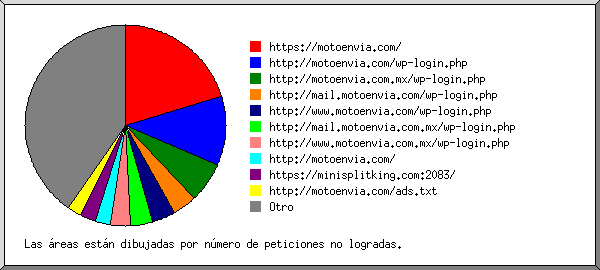 https://motoenvia.com/
http://motoenvia.com/wp-login.php
http://motoenvia.com.mx/wp-login.php
http://mail.motoenvia.com/wp-login.php
http://www.motoenvia.com/wp-login.php
http://mail.motoenvia.com.mx/wp-login.php
http://www.motoenvia.com.mx/wp-login.php
http://motoenvia.com/
https://minisplitking.com:2083/
http://motoenvia.com/ads.txt
Otro
Las áreas están dibujadas por número de peticiones no logradas.